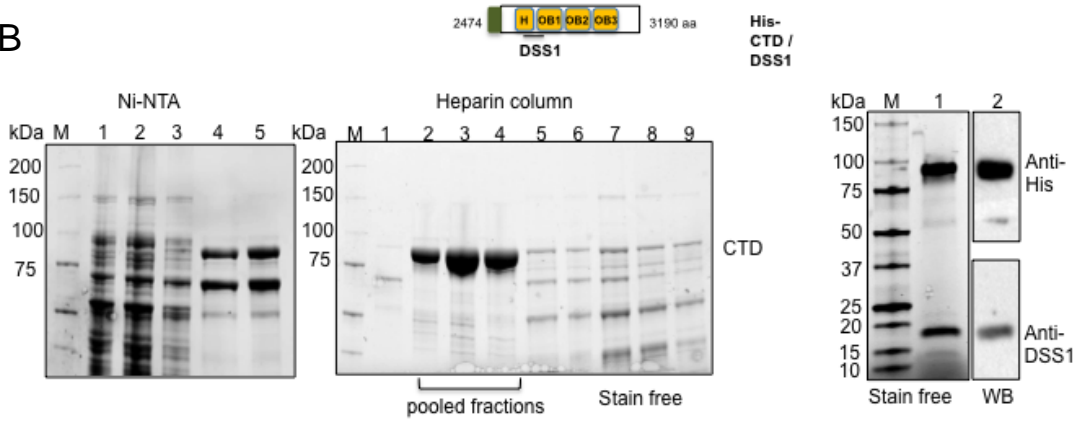 B
2474 H OB1 OB2 OB3 3190 aa
DSS1
His-
CTD /
DSS1
Ni-NTA
kDa M 1 2 3 4 5
200
150
100
75
Heparin column
kDa M 1 2 3 4 5 6 7 8 9
200
150
100
75
CTD
pooled fractions
Stain free
kDa M 1 2
150
100
75
50
37
25
20
15
10
Anti-
His
Anti-
DSS1
Stain free WB